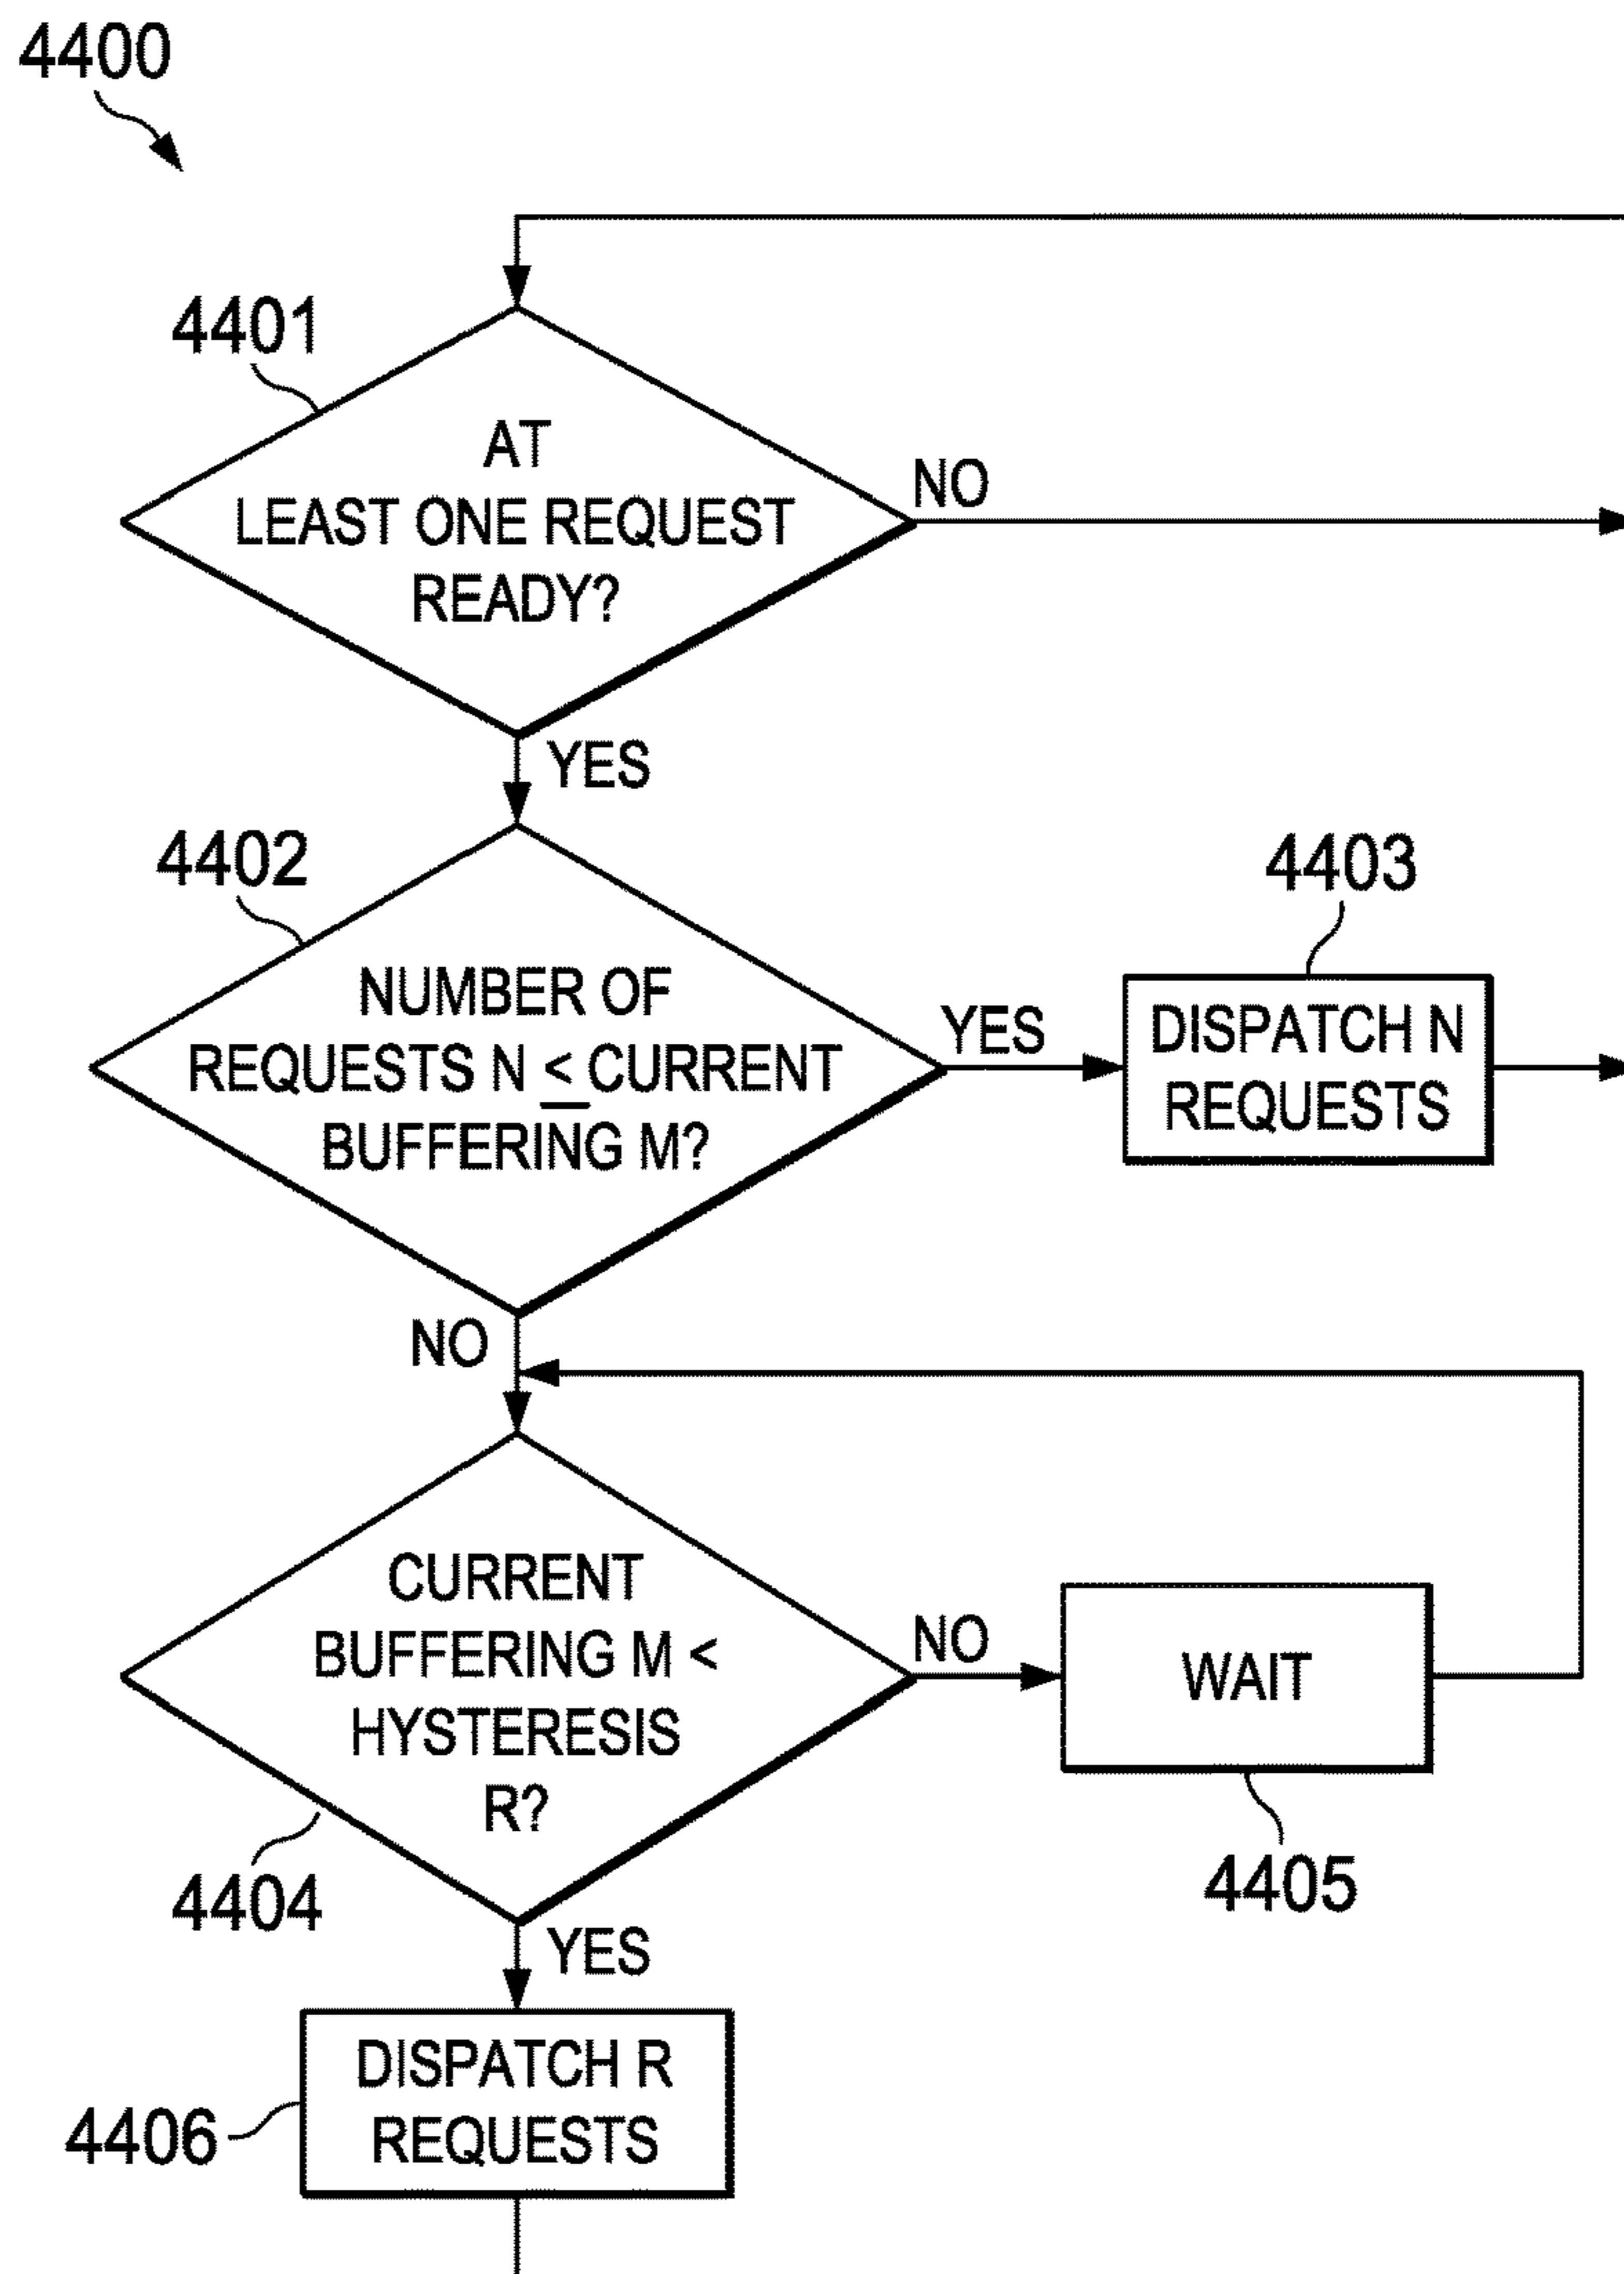 4400
4401
AT
LEAST ONE REQUEST
READY?
NO
YES
4402
NUMBER OF
REQUESTS N ≤ CURRENT
BUFFERING M?
YES
4403
DISPATCH N
REQUESTS
NO
CURRENT
BUFFERING M <
HYSTERESIS
R?
NO
WAIT
4404
4405
YES
DISPATCH R
REQUESTS
4406